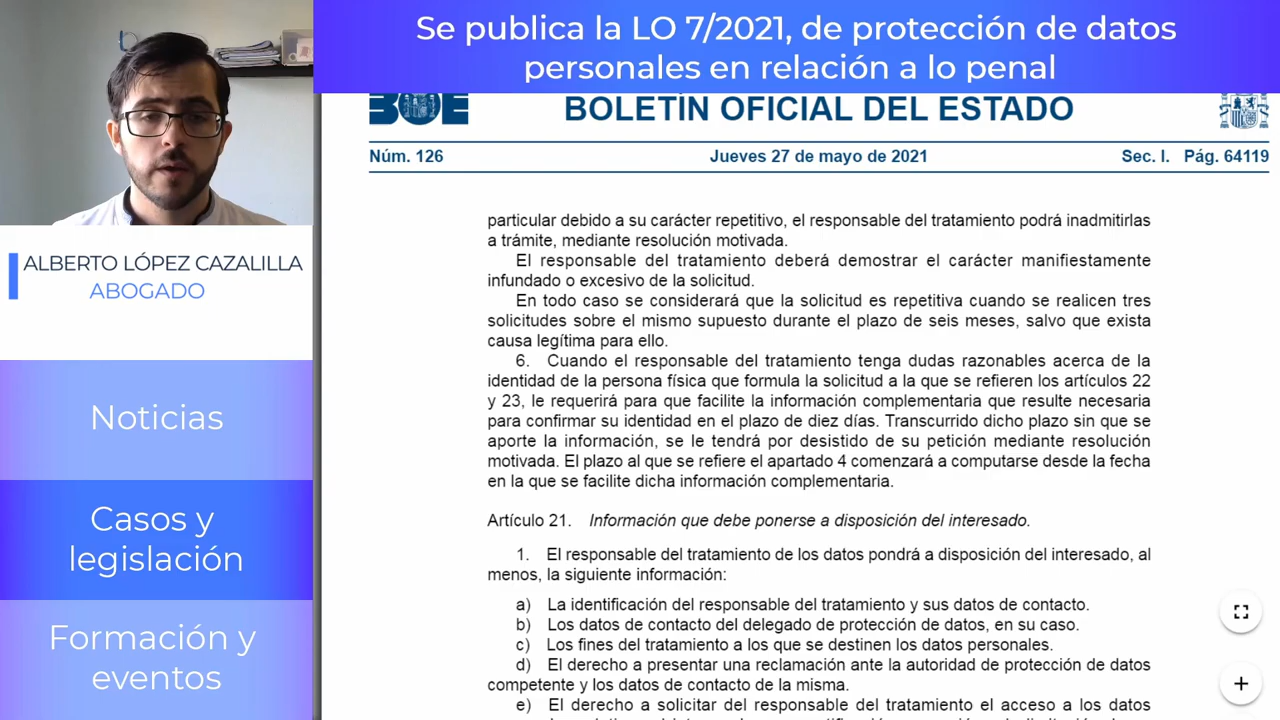 Se publica la LO 7/2021, de protección de datos
personales en relación a lo penal
BOE
BOLETÍN OFICIAL DEL ESTADO
Núm. 126
Jueves 27 de mayo de 2021
Sec. I. Pág. 64119
ALBERTO LÓPEZ CAZALILLA
ABOGADO
Noticias
Casos y
legislación
Formación y
eventos
particular debido a su carácter repetitivo, el responsable del tratamiento podrá inadmitirlas
a trámite, mediante resolución motivada.
El responsable del tratamiento deberá demostrar el carácter manifiestamente
infundado o excesivo de la solicitud.
En todo caso se considerará que la solicitud es repetitiva cuando se realicen tres
solicitudes sobre el mismo supuesto durante el plazo de seis meses, salvo que exista
causa legítima para ello.
6. Cuando el responsable del tratamiento tenga dudas razonables acerca de la
identidad de la persona física que formula la solicitud a la que se refieren los artículos 22
y 23, le requerirá para que facilite la información complementaria que resulte necesaria
para confirmar su identidad en el plazo de diez días. Transcurrido dicho plazo sin que se
aporte la información, se le tendrá por desistido de su petición mediante resolución
motivada. El plazo al que se refiere el apartado 4 comenzará a computarse desde la fecha
en la que se facilite dicha información complementaria.
Artículo 21. Información que debe ponerse a disposición del interesado.
1. El responsable del tratamiento de los datos pondrá a disposición del interesado, al
menos, la siguiente información:
a) La identificación del responsable del tratamiento y sus datos de contacto.
b) Los datos de contacto del delegado de protección de datos, en su caso.
c) Los fines del tratamiento a los que se destinen los datos personales.
d) El derecho a presentar una reclamación ante la autoridad de protección de datos
competente y los datos de contacto de la misma.
e) El derecho a solicitar del responsable del tratamiento el acceso a los datos